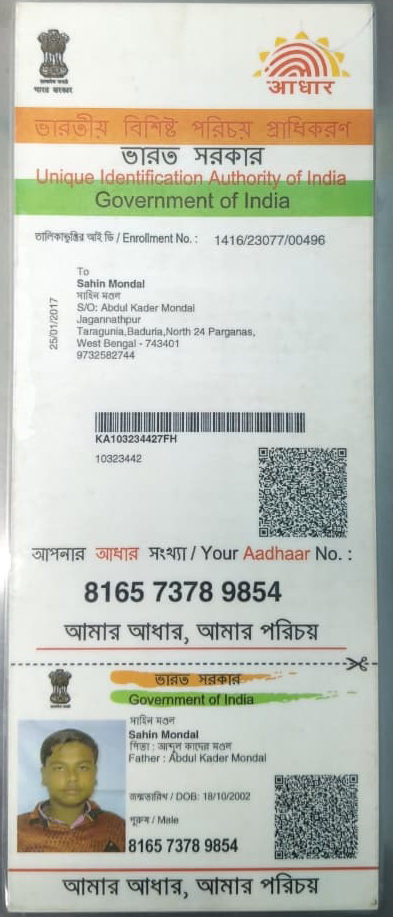 भारत सरकार
आधार
ভারতীয় বিশিষ্ট পরিচয় প্রাধিকরণ
ভারত সরকার
Unique Identification Authority of India
Government of India
তালিকাভুক্তির আই ডি / Enrollment No. : 1416/23077/00496
25/01/2017
To
Sahin Mondal
সাহিন মণ্ডল
S/O: Abdul Kader Mondal
Jagannathpur
Taragunia,Baduria,North 24 Parganas,
West Bengal - 743401
9732582744
KA103234427FH
10323442
আপনার আধার সংখ্যা / Your Aadhaar No. :
8165 7378 9854
আমার আধার, আমার পরিচয়
ভারত সরকার
Government of India
সাহিন মণ্ডল
Sahin Mondal
পিতা : আব্দুল কাদের মণ্ডল
Father : Abdul Kader Mondal
জন্মতারিখ / DOB: 18/10/2002
পুরুষ / Male
8165 7378 9854
আমার আধার, আমার পরিচয়